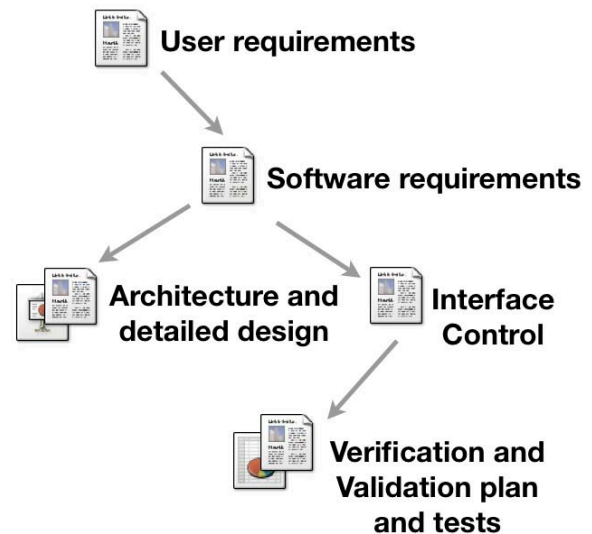 User requirements
Software requirements
Architecture and
detailed design
Interface
Control
Verification and
Validation plan
and tests